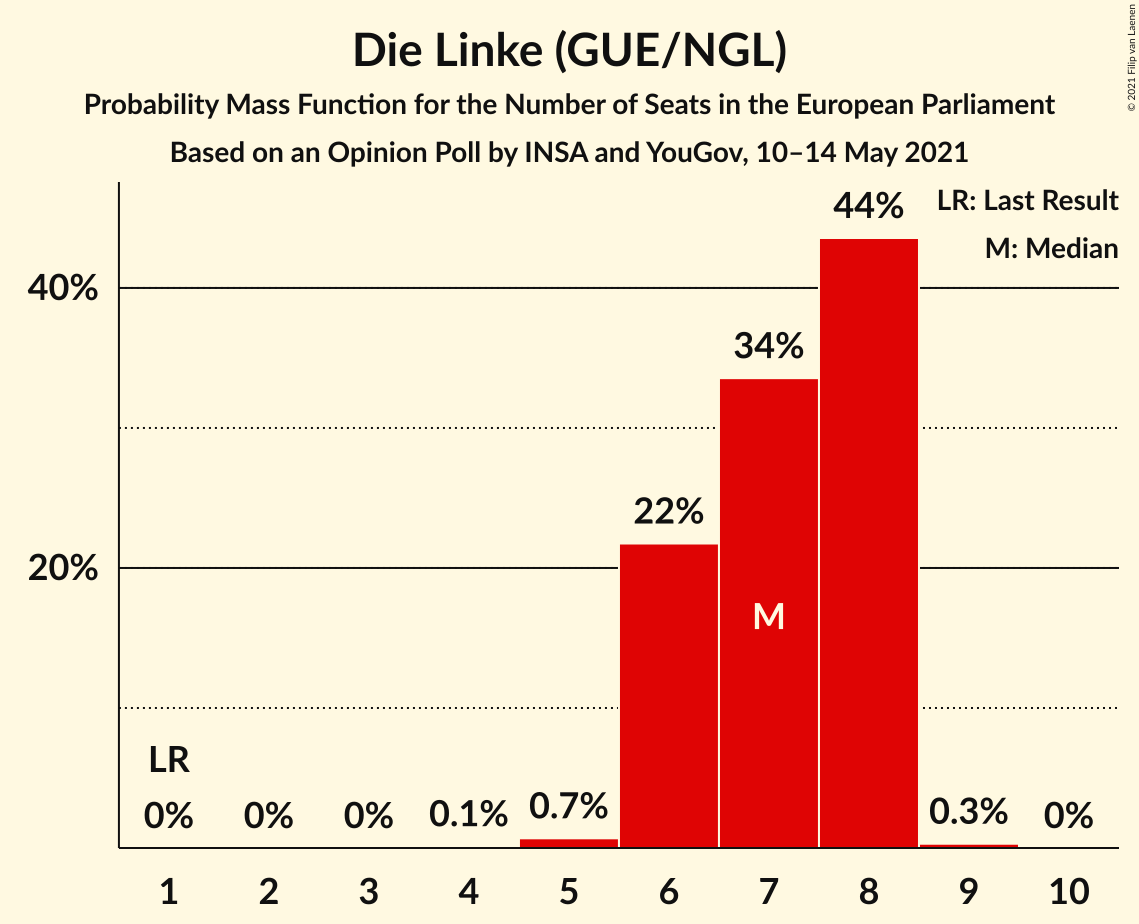 Die Linke (GUE/NGL)
Probability Mass Function for the Number of Seats in the European Parliament
Based on an Opinion Poll by INSA and YouGov, 10–14 May 2021
© 2021 Filip van Laenen
LR: Last Result
M: Median
44%
40%
34%
22%
20%
M
LR
0%
0%
0%
0.1%
0.7%
0.3%
0%
1 2 3 4 5 6 7 8 9 10